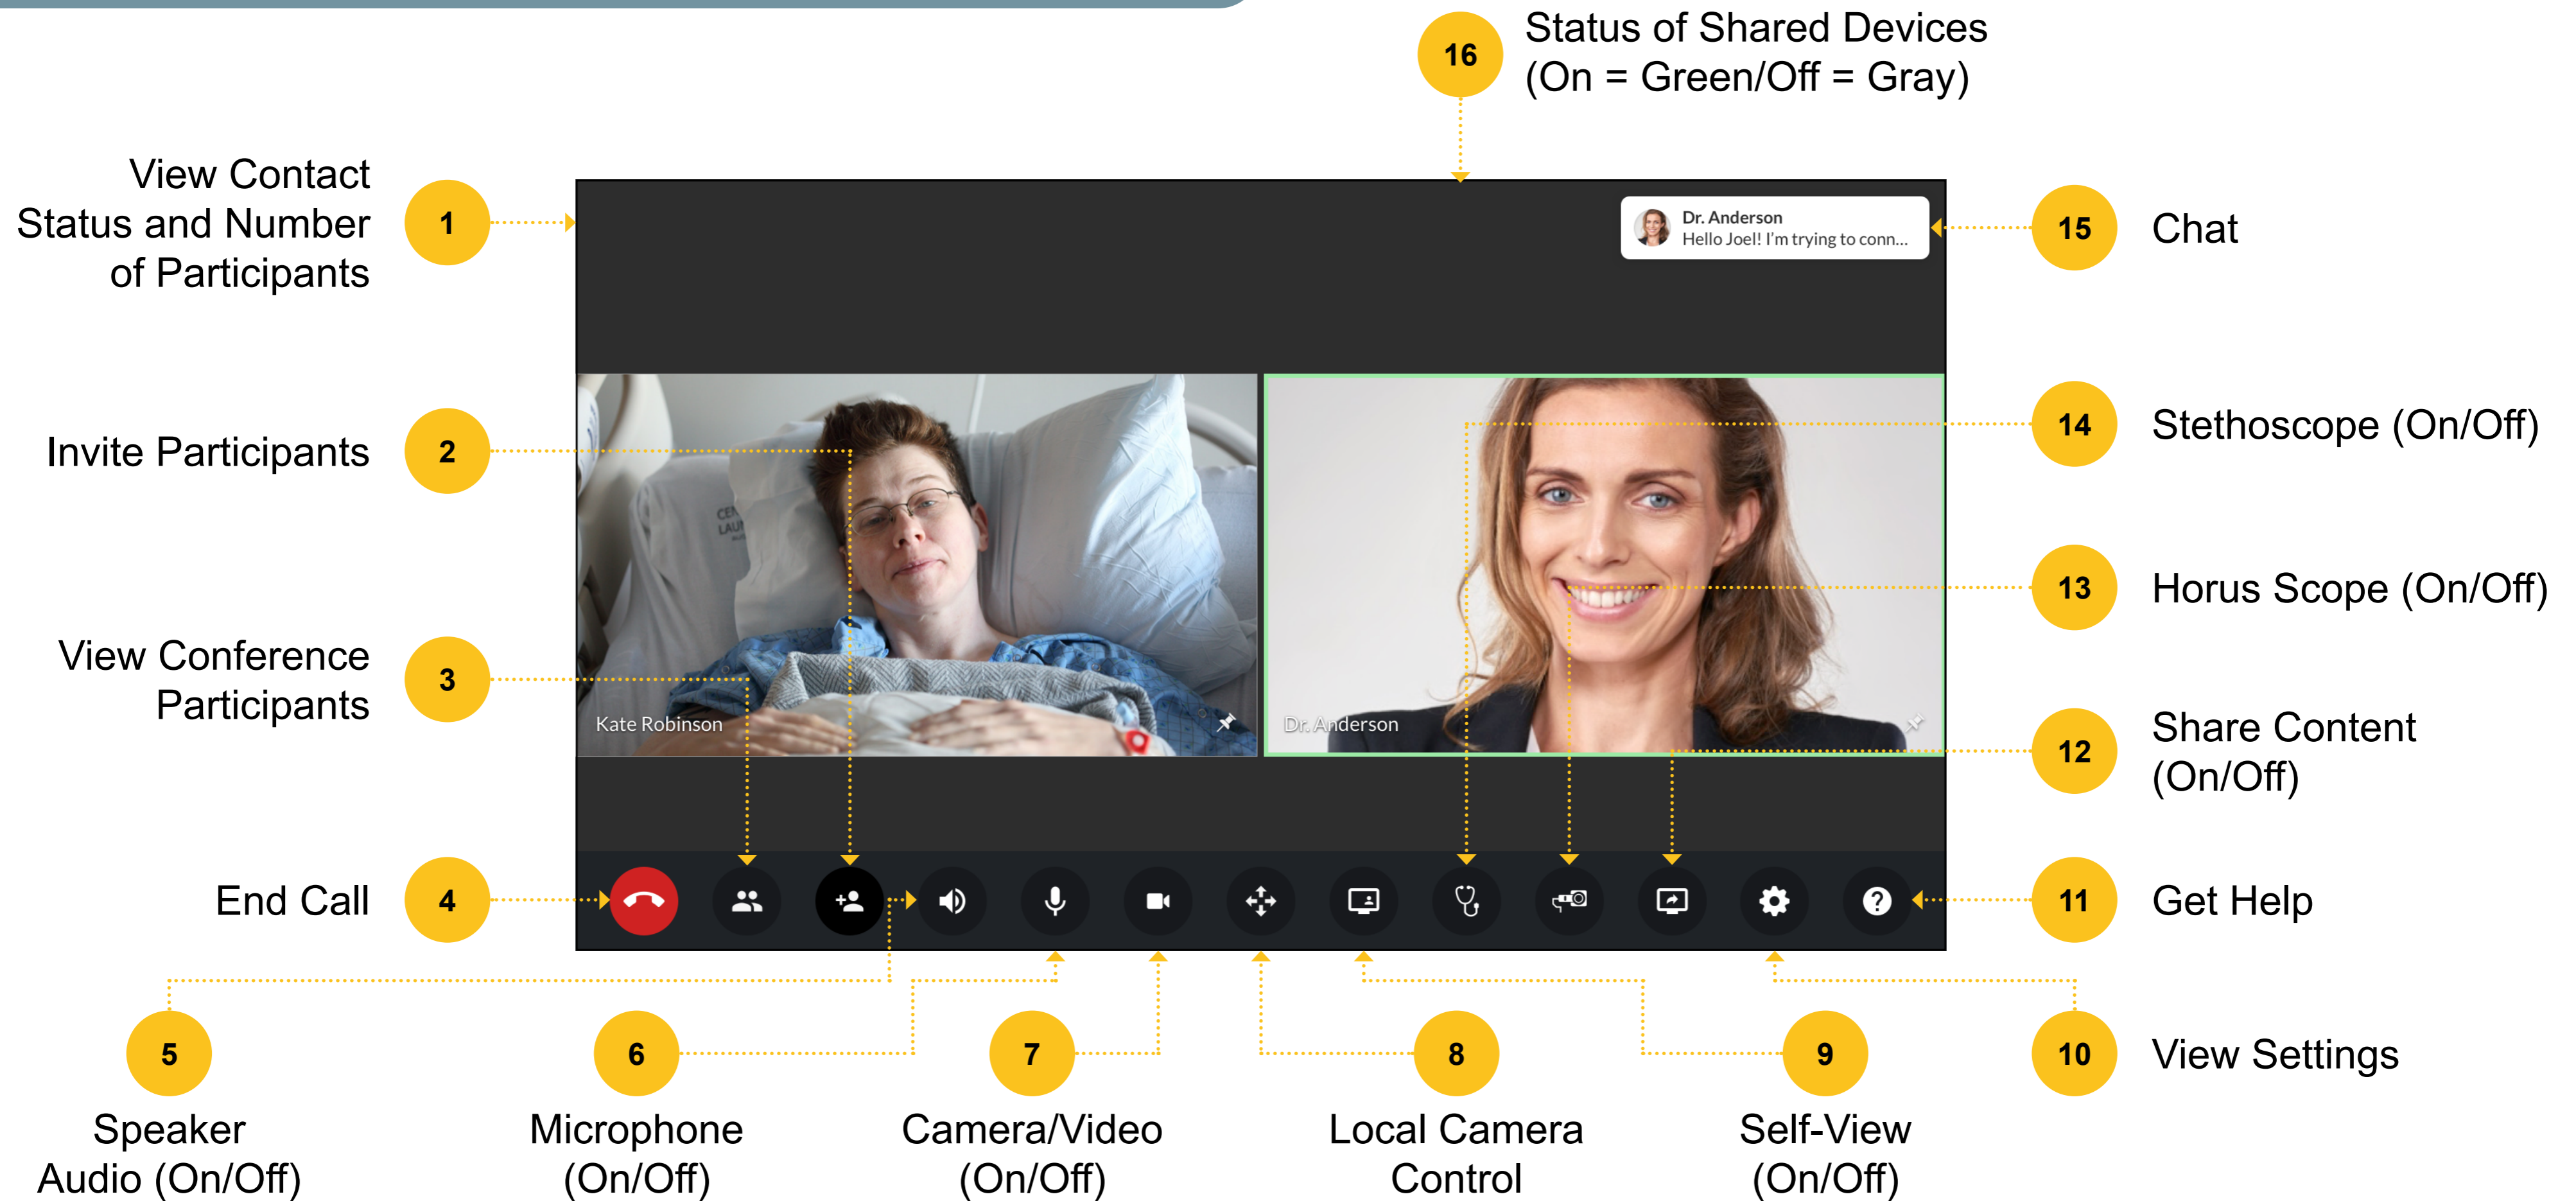 16
Status of Shared Devices
(On = Green/Off = Gray)
View Contact
Status and Number
of Participants
1
Dr. Anderson
Hello Joel! I'm trying to conn...
15
Chat
Invite Participants
2
14
Stethoscope (On/Off)
13
Horus Scope (On/Off)
View Conference
Participants
3
Kate Robinson
Dr. Anderson
12
Share Content
(On/Off)
End Call
4
11
Get Help
5
Speaker
Audio (On/Off)
6
Microphone
(On/Off)
7
Camera/Video
(On/Off)
8
Local Camera
Control
9
Self-View
(On/Off)
10
View Settings